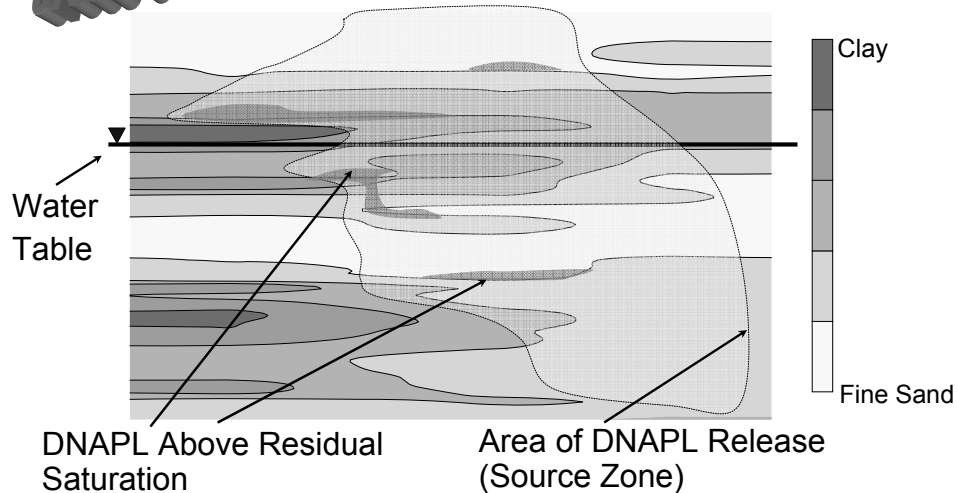 Clay
Water
Table
Fine Sand
DNAPL Above Residual
Saturation
Area of DNAPL Release
(Source Zone)